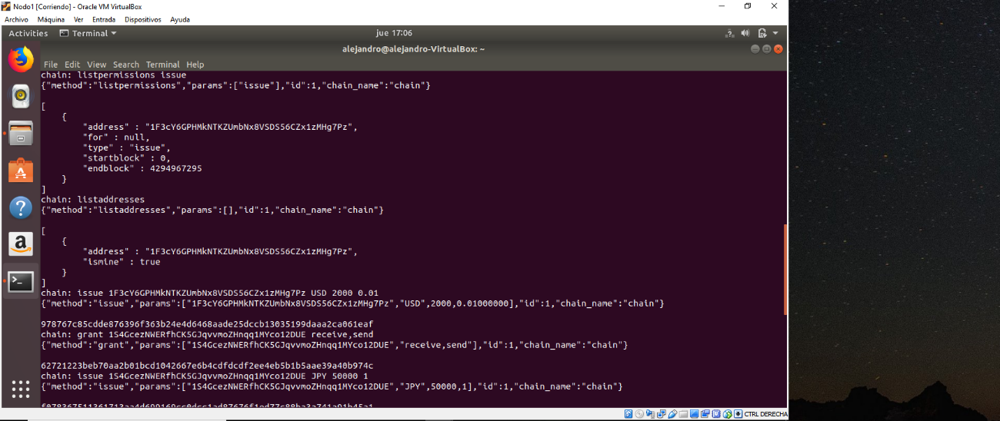 Nodo1 [Corriendo] - Oracle VM VirtualBox
Archivo Máquina Ver Entrada Dispositivos Ayuda
Activities Terminal jue 17:06
alejandro@alejandro-VirtualBox: ~
File Edit View Search Terminal Help
chain: listpermissions issue
{"method":"listpermissions","params":["issue"],"id":1,"chain_name":"chain"}
[
{
"address" : "1F3cY6GPHMkNTKZUmbNx8VSDS56CZx1zMHg7Pz",
"for" : null,
"type" : "issue",
"startblock" : 0,
"endblock" : 4294967295
}
]
chain: listaddresses
{"method":"listaddresses","params":[],"id":1,"chain_name":"chain"}
[
{
"address" : "1F3cY6GPHMkNTKZUmbNx8VSDS56CZx1zMHg7Pz",
"ismine" : true
}
]
chain: issue 1F3cY6GPHMkNTKZUmbNx8VSDS56CZx1zMHg7Pz USD 2000 0.01
{"method":"issue","params":["1F3cY6GPHMkNTKZUmbNx8VSDS56CZx1zMHg7Pz","USD",2000,0.01000000],"id":1,"chain_name":"chain"}
978767c85cdde876396f363b24e4d6468aade25dccb13035199daaa2ca061eaf
chain: grant 1S4GcezNWERfhCK5GJqvvmoZHnqq1MYco12DUE receive,send
{"method":"grant","params":["1S4GcezNWERfhCK5GJqvvmoZHnqq1MYco12DUE","receive,send"],"id":1,"chain_name":"chain"}
62721223beb70aa2b01bcd1042667e6b4cdfdcdf2ee4eb5b1b5aae39a40b974c
chain: issue 1S4GcezNWERfhCK5GJqvvmoZHnqq1MYco12DUE JPY 50000 1
{"method":"issue","params":["1S4GcezNWERfhCK5GJqvvmoZHnqq1MYco12DUE","JPY",50000,1],"id":1,"chain_name":"chain"}
CTRL DERECHA